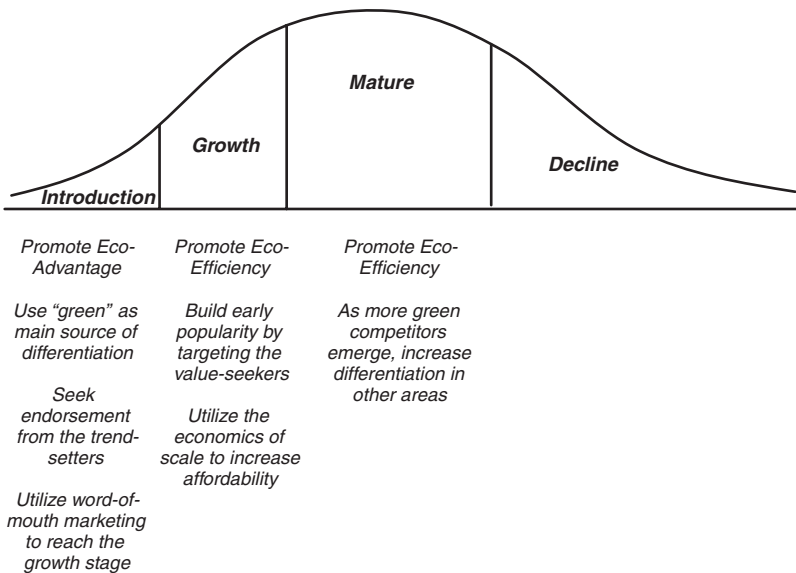 Mature
Growth
Decline
Introduction
Promote Eco-
Advantage
Use “green” as
main source of
differentiation
Seek
endorsement
from the trend-
setters
Utilize word-of-
mouth marketing
to reach the
growth stage
Promote Eco-
Efficiency
Build early
popularity by
targeting the
value-seekers
Utilize the
economics of
scale to increase
affordability
Promote Eco-
Efficiency
As more green
competitors
emerge, increase
differentiation in
other areas